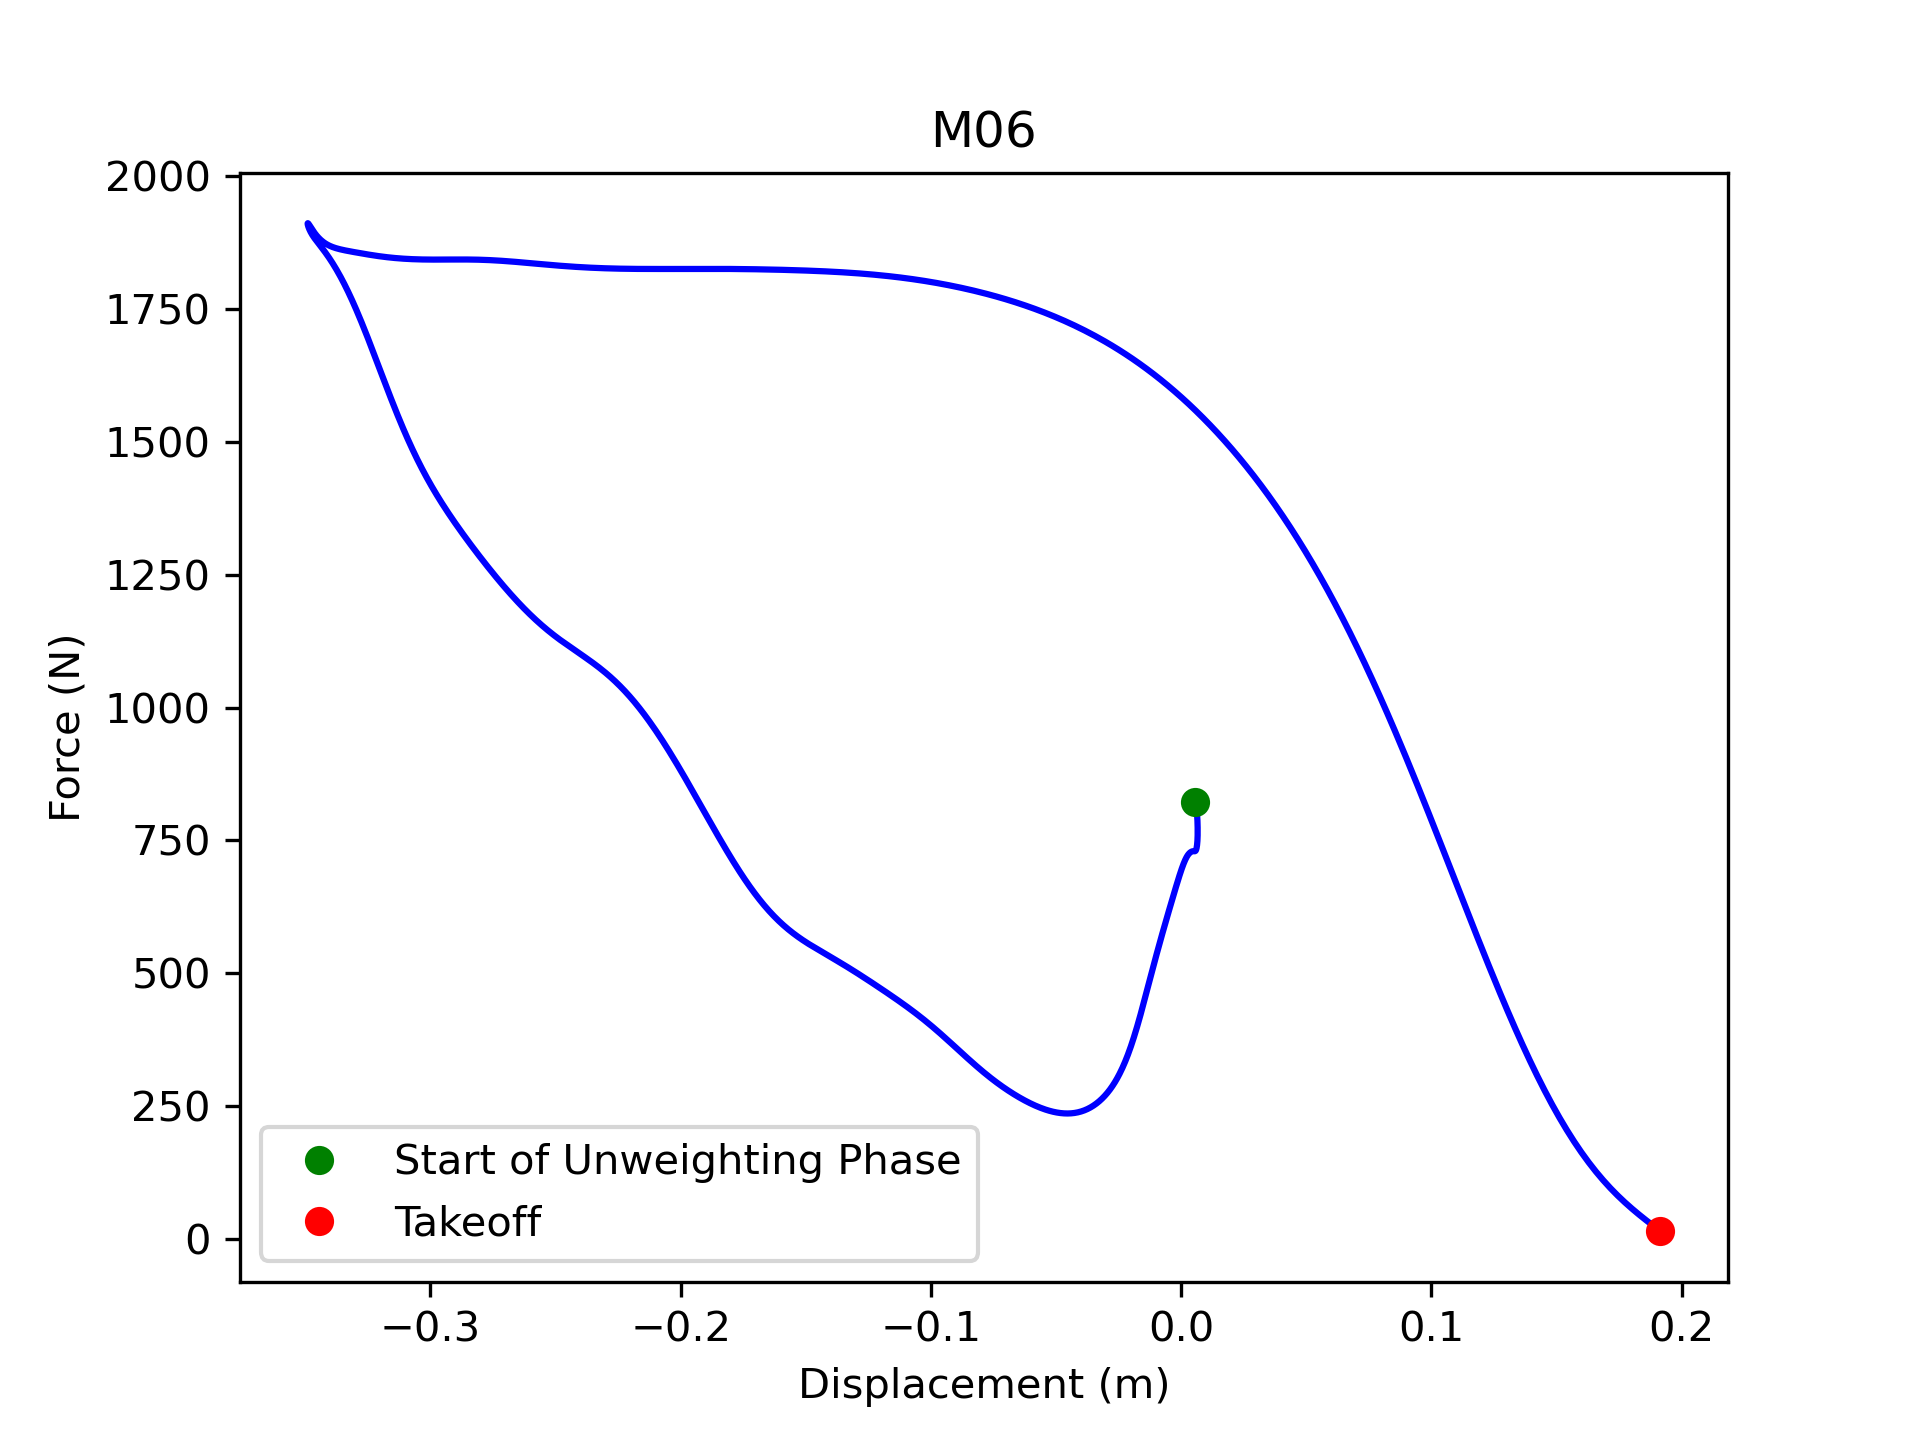 M06
2000
1750
1500
1250
1000
750
500
250
0
Force (N)
Start of Unweighting Phase
Takeoff
−0.3 −0.2 −0.1 0.0 0.1 0.2
Displacement (m)